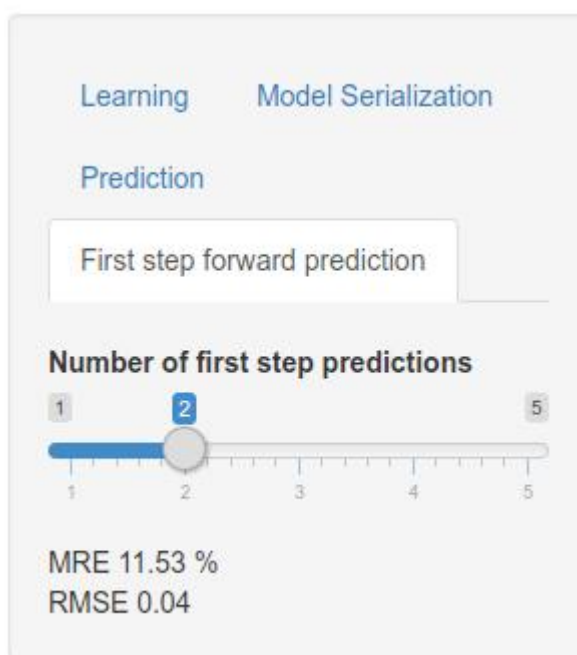 Learning Model Serialization
Prediction
First step forward prediction
Number of first step predictions
1 2 5
1 2 3 4 5
MRE 11.53 %
RMSE 0.04